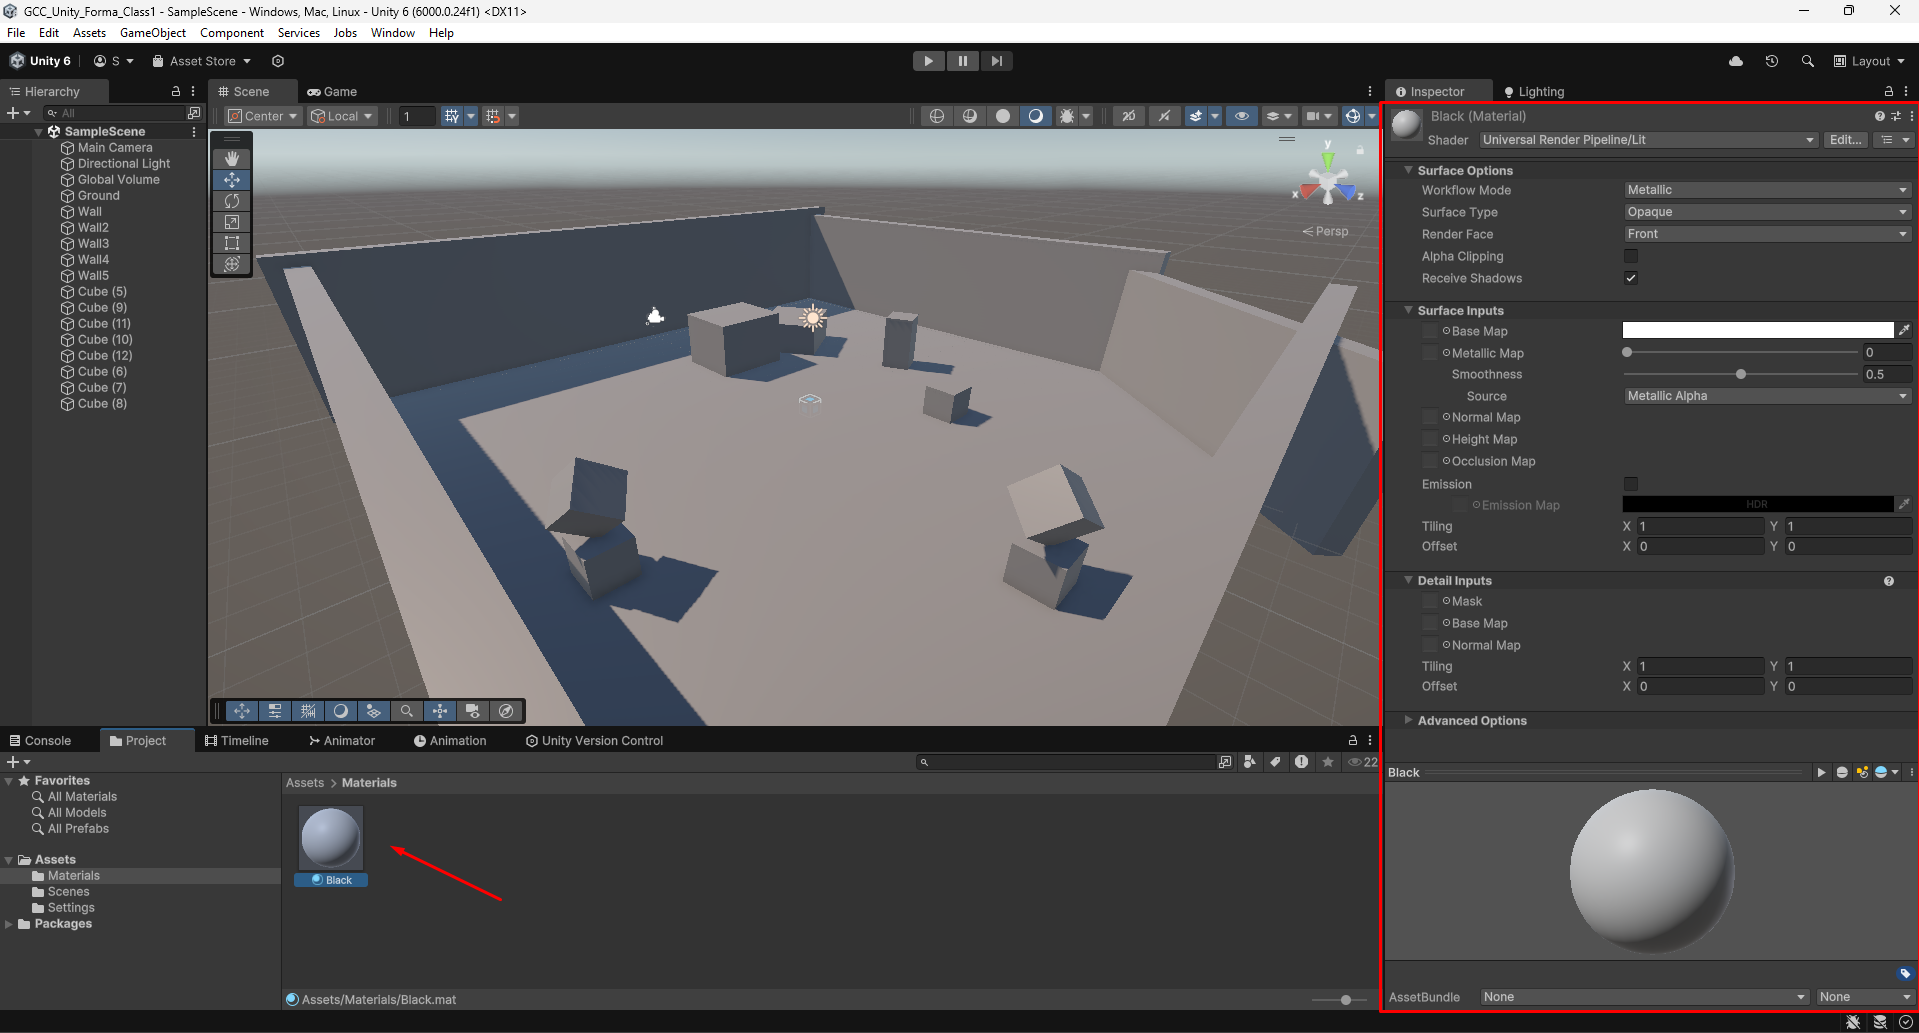 GCC_Unity_Forma_Class1 - SampleScene - Windows, Mac, Linux - Unity 6 (6000.0.24f1) <DX11>
File Edit Assets GameObject Component Services Jobs Window Help
Unity 6 S Asset Store Layout
Hierarchy
All
SampleScene
Main Camera
Directional Light
Global Volume
Ground
Wall
Wall2
Wall3
Wall4
Wall5
Cube (5)
Cube (9)
Cube (11)
Cube (10)
Cube (12)
Cube (6)
Cube (7)
Cube (8)
Scene Game
Center Local 1 2D
y
x z
Persp
Inspector Lighting
Black (Material)
Shader Universal Render Pipeline/Lit Edit...
Surface Options
Workflow Mode Metallic
Surface Type Opaque
Render Face Front
Alpha Clipping
Receive Shadows
Surface Inputs
Base Map
Metallic Map 0
Smoothness 0.5
Source Metallic Alpha
Normal Map
Height Map
Occlusion Map
Emission
Emission Map HDR
Tiling X 1 Y 1
Offset X 0 Y 0
Detail Inputs
Mask
Base Map
Normal Map
Tiling X 1 Y 1
Offset X 0 Y 0
Advanced Options
Black
AssetBundle None None
Console Project Timeline Animator Animation Unity Version Control
22
Favorites
All Materials
All Models
All Prefabs
Assets
Materials
Scenes
Settings
Packages
Assets > Materials
Black
Assets/Materials/Black.mat